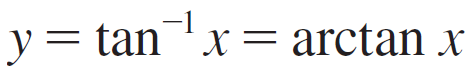 y = tan⁻¹ x = arctan x